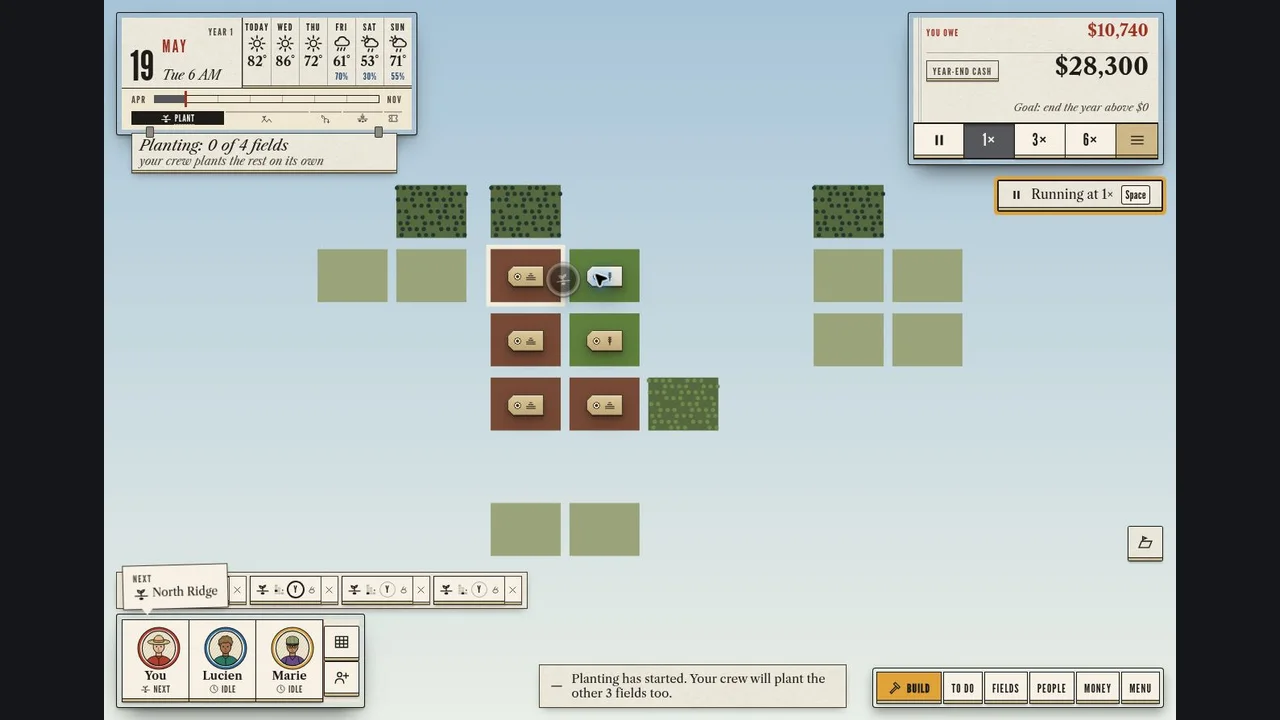 YEAR 1
MAY
19
Tue 6 AM
TODAY WED THU FRI SAT SUN
82° 86° 72° 61° 53° 71°
70% 30% 55%
APR NOV
PLANT
Planting: 0 of 4 fields
your crew plants the rest on its own
YOU OWE $10,740
YEAR-END CASH $28,300
Goal: end the year above $0
1× 3× 6×
Running at 1× Space
NEXT
North Ridge
Y Y Y
You Lucien Marie
NEXT IDLE IDLE
Planting has started. Your crew will plant the
other 3 fields too.
BUILD TO DO FIELDS PEOPLE MONEY MENU